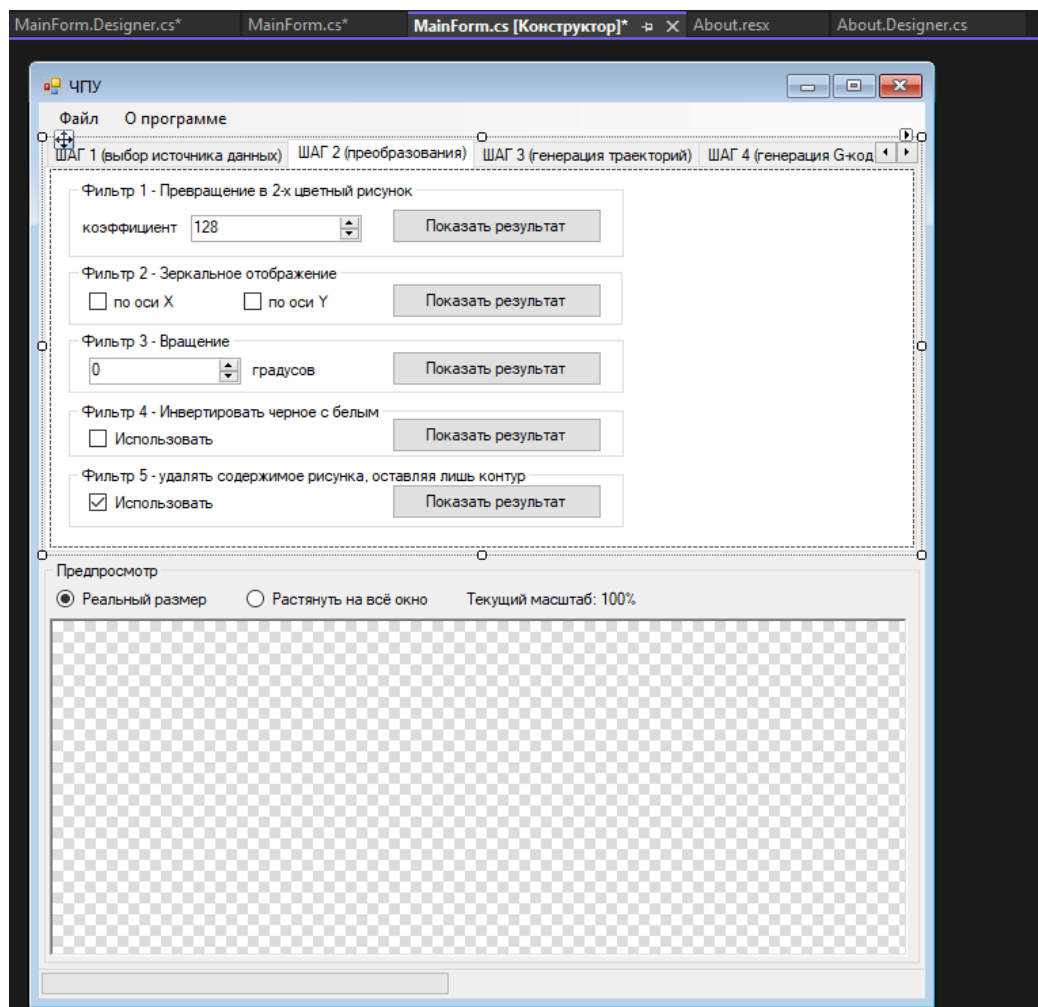 MainForm.Designer.cs* MainForm.cs* MainForm.cs [Конструктор]* About.resx About.Designer.cs
ЧПУ
Файл О программе
ШАГ 1 (выбор источника данных) ШАГ 2 (преобразования) ШАГ 3 (генерация траекторий) ШАГ 4 (генерация G-код
Фильтр 1 - Превращение в 2-х цветный рисунок
коэффициент 128 Показать результат
Фильтр 2 - Зеркальное отображение
по оси X по оси Y Показать результат
Фильтр 3 - Вращение
0 градусов Показать результат
Фильтр 4 - Инвертировать черное с белым
Использовать Показать результат
Фильтр 5 - удалять содержимое рисунка, оставляя лишь контур
Использовать Показать результат
Предпросмотр
Реальный размер Растянуть на всё окно Текущий масштаб: 100%